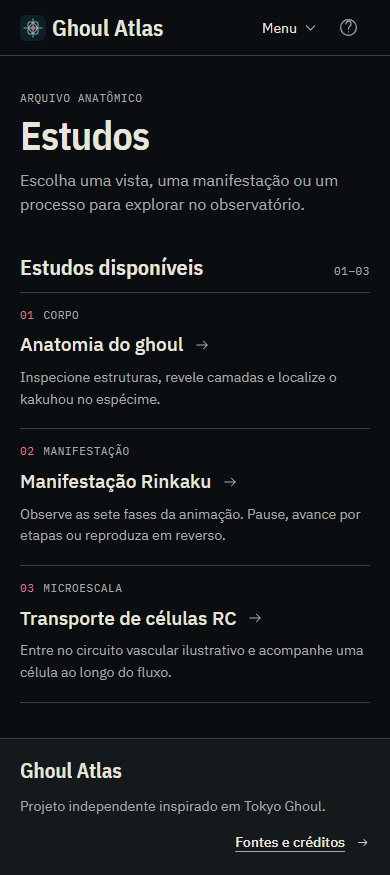 Ghoul Atlas
Menu
ARQUIVO ANATÔMICO
Estudos
Escolha uma vista, uma manifestação ou um
processo para explorar no observatório.
Estudos disponíveis
01–03
01 CORPO
Anatomia do ghoul →
Inspecione estruturas, revele camadas e localize o
kakuhou no espécime.
02 MANIFESTAÇÃO
Manifestação Rinkaku →
Observe as sete fases da animação. Pause, avance por
etapas ou reproduza em reverso.
03 MICROESCALA
Transporte de células RC →
Entre no circuito vascular ilustrativo e acompanhe uma
célula ao longo do fluxo.
Ghoul Atlas
Projeto independente inspirado em Tokyo Ghoul.
Fontes e créditos →